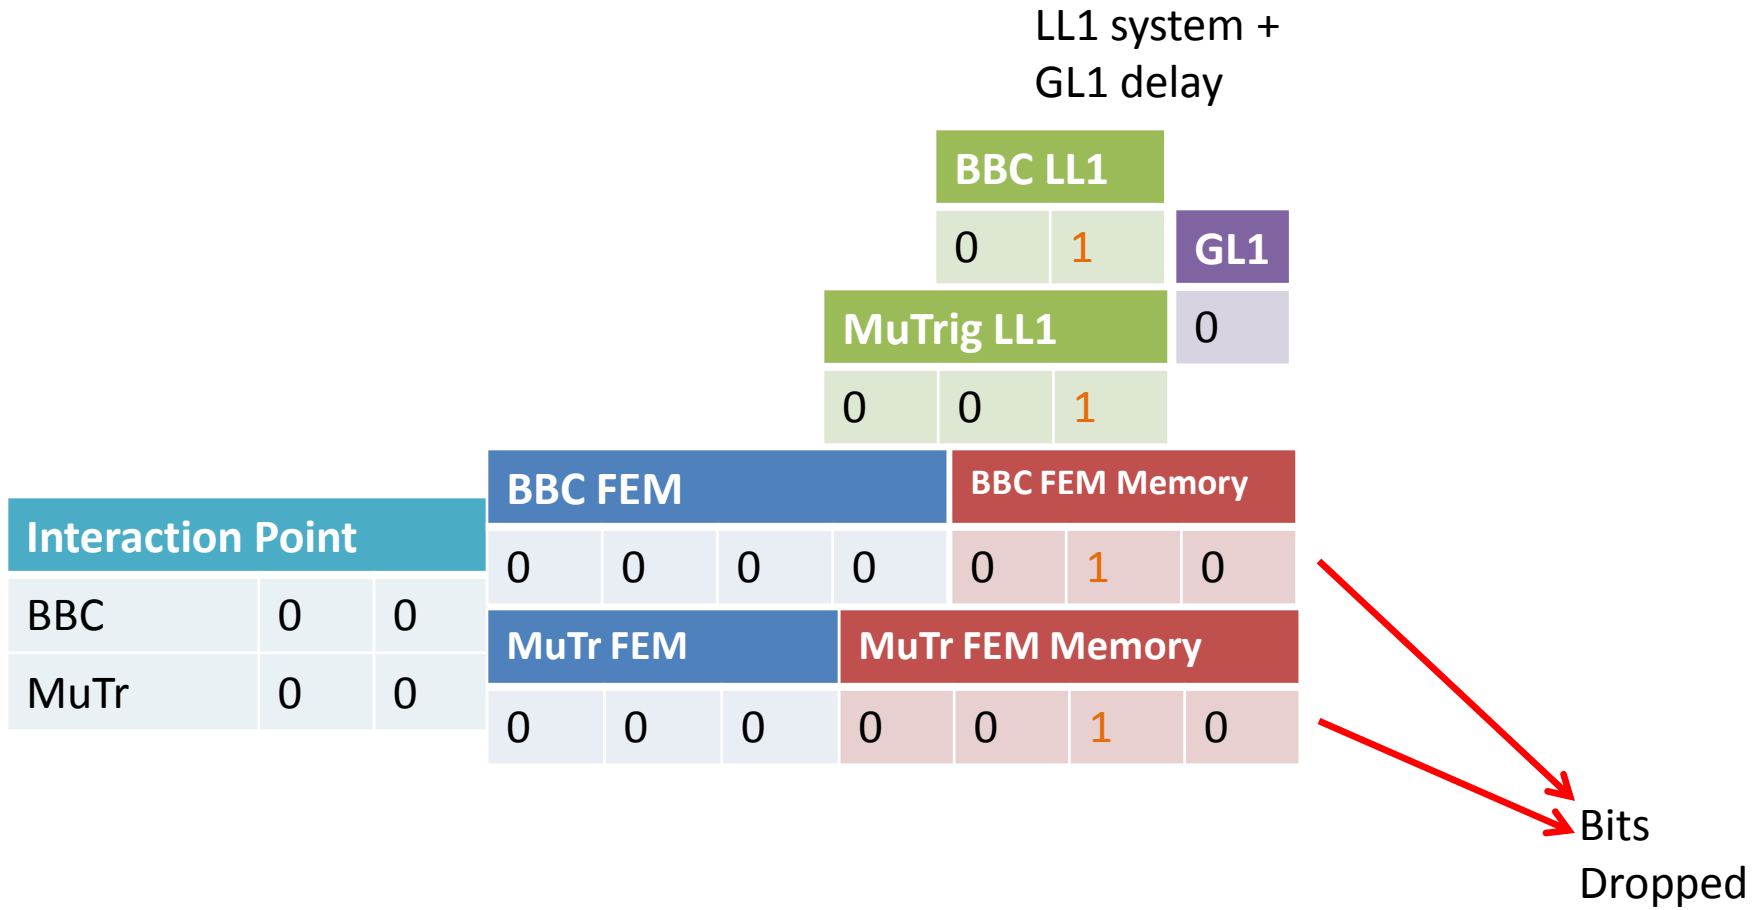 LL1 system +
GL1 delay
BBC LL1
0 1
GL1
0
MuTrig LL1
0 0 1
BBC FEM
BBC FEM Memory
0 0 0 0 0 1 0
Interaction Point
BBC 0 0
MuTr 0 0
MuTr FEM
MuTr FEM Memory
0 0 0 0 0 1 0
Bits
Dropped